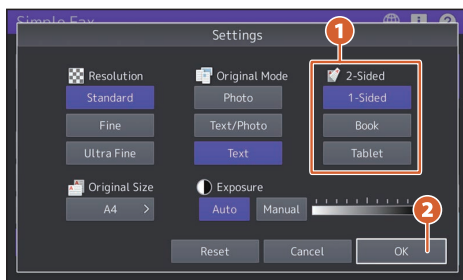 Simple Fax
Settings
1
Resolution
Standard
Fine
Ultra Fine
Original Mode
Photo
Text/Photo
Text
2-Sided
1-Sided
Book
Tablet
Original Size
A4 >
Exposure
Auto Manual
2
Reset Cancel OK